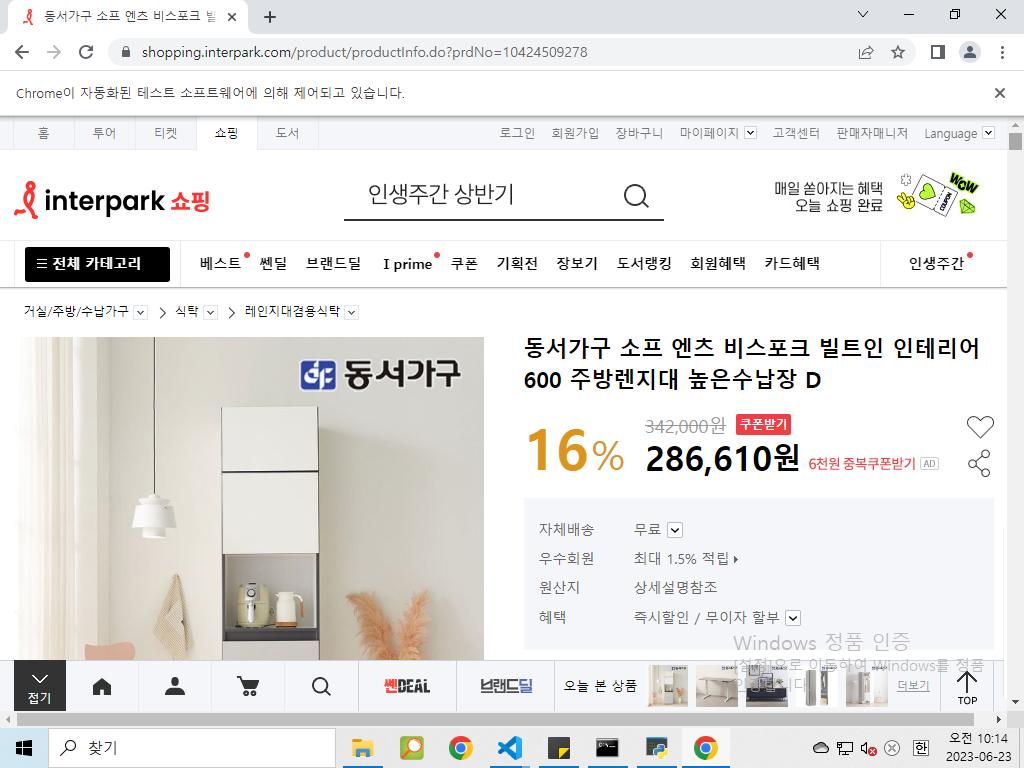 동서가구 소프 엔츠 비스포크 빌
shopping.interpark.com/product/productInfo.do?prdNo=10424509278
Chrome이 자동화된 테스트 소프트웨어에 의해 제어되고 있습니다.
홈 투어 티켓 쇼핑 도서 로그인 회원가입 장바구니 마이페이지 고객센터 판매자매니저 Language
interpark 쇼핑
인생주간 상반기
매일 쏟아지는 혜택
오늘 쇼핑 완료
WOW
COUPON
전체 카테고리 베스트 쎈딜 브랜드딜 I prime 쿠폰 기획전 장보기 도서랭킹 회원혜택 카드혜택 인생주간
거실/주방/수납가구 식탁 레인지대겸용식탁
동서가구
동서가구 소프 엔츠 비스포크 빌트인 인테리어
600 주방렌지대 높은수납장 D
16%
342,000원 쿠폰받기
286,610원 6천원 중복쿠폰받기 AD
자체배송 무료
우수회원 최대 1.5% 적립
원산지 상세설명참조
혜택 즉시할인 / 무이자 할부
Windows 정품 인증
[설정]으로 이동하여 Windows를 정품
인증합니다.
접기
쎈DEAL
브랜드딜
오늘 본 상품
더보기
TOP
찾기
한
오전 10:14
2023-06-23